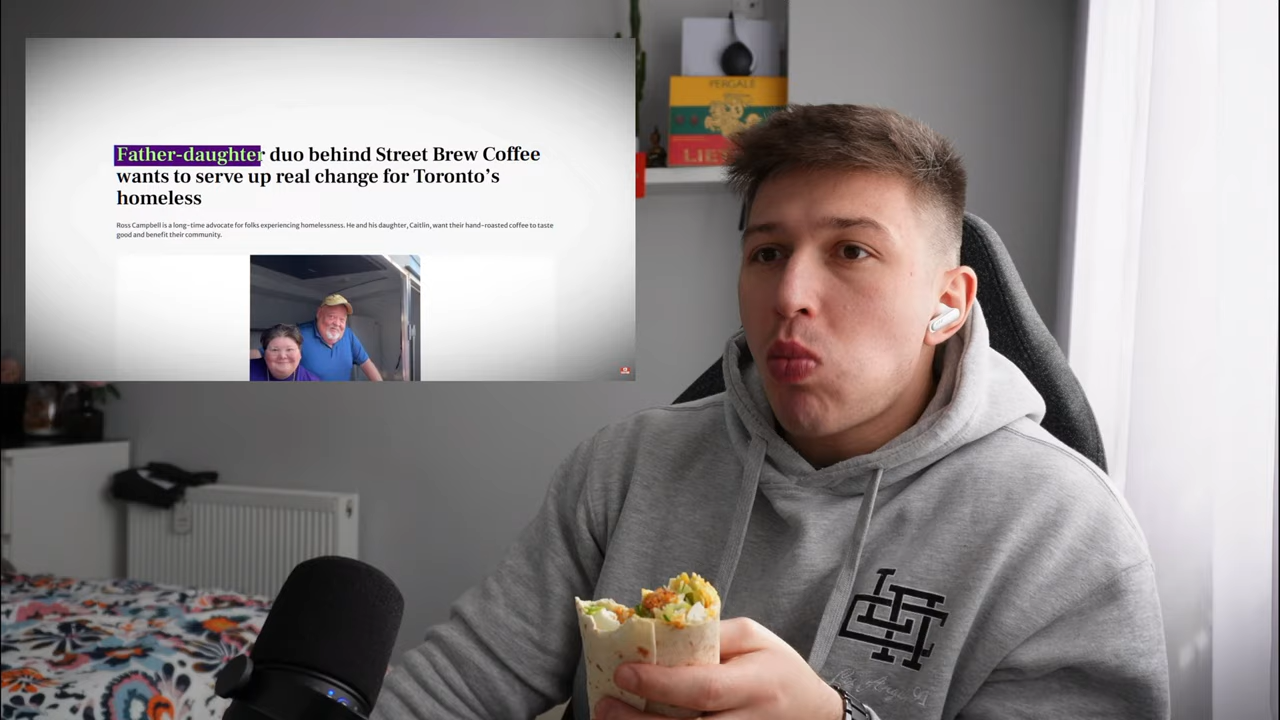 PERGALĖ
LIET
Father-daughter duo behind Street Brew Coffee
wants to serve up real change for Toronto's
homeless
Ross Campbell is a long-time advocate for folks experiencing homelessness. He and his daughter, Caitlin, want their hand-roasted coffee to taste
good and benefit their community.